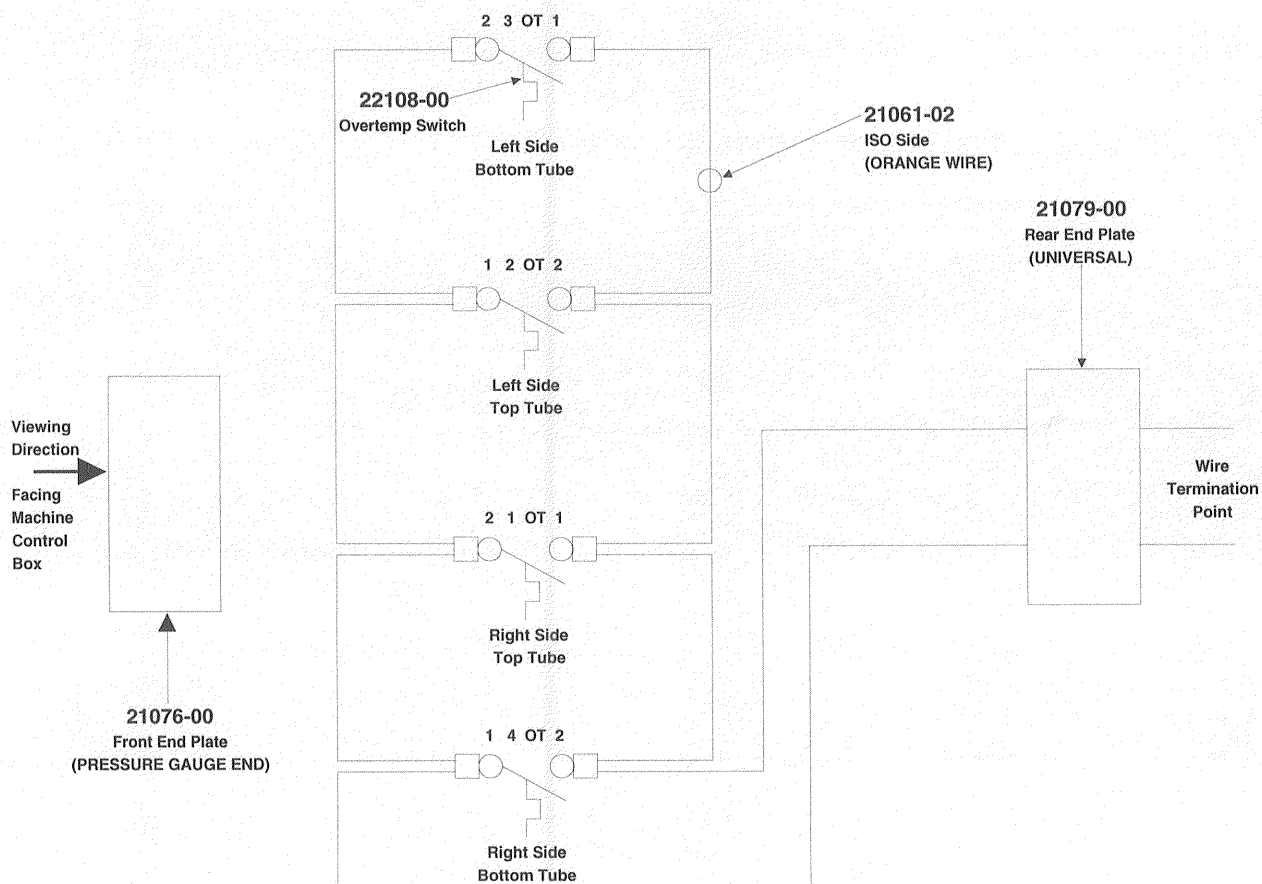 2 3 OT 1
22108-00
Overtemp Switch
Left Side
Bottom Tube
21061-02
ISO Side
(ORANGE WIRE)
21079-00
Rear End Plate
(UNIVERSAL)
1 2 OT 2
Left Side
Top Tube
Viewing
Direction
Facing
Machine
Control
Box
Wire
Termination
Point
2 1 OT 1
Right Side
Top Tube
21076-00
Front End Plate
(PRESSURE GAUGE END)
1 4 OT 2
Right Side
Bottom Tube